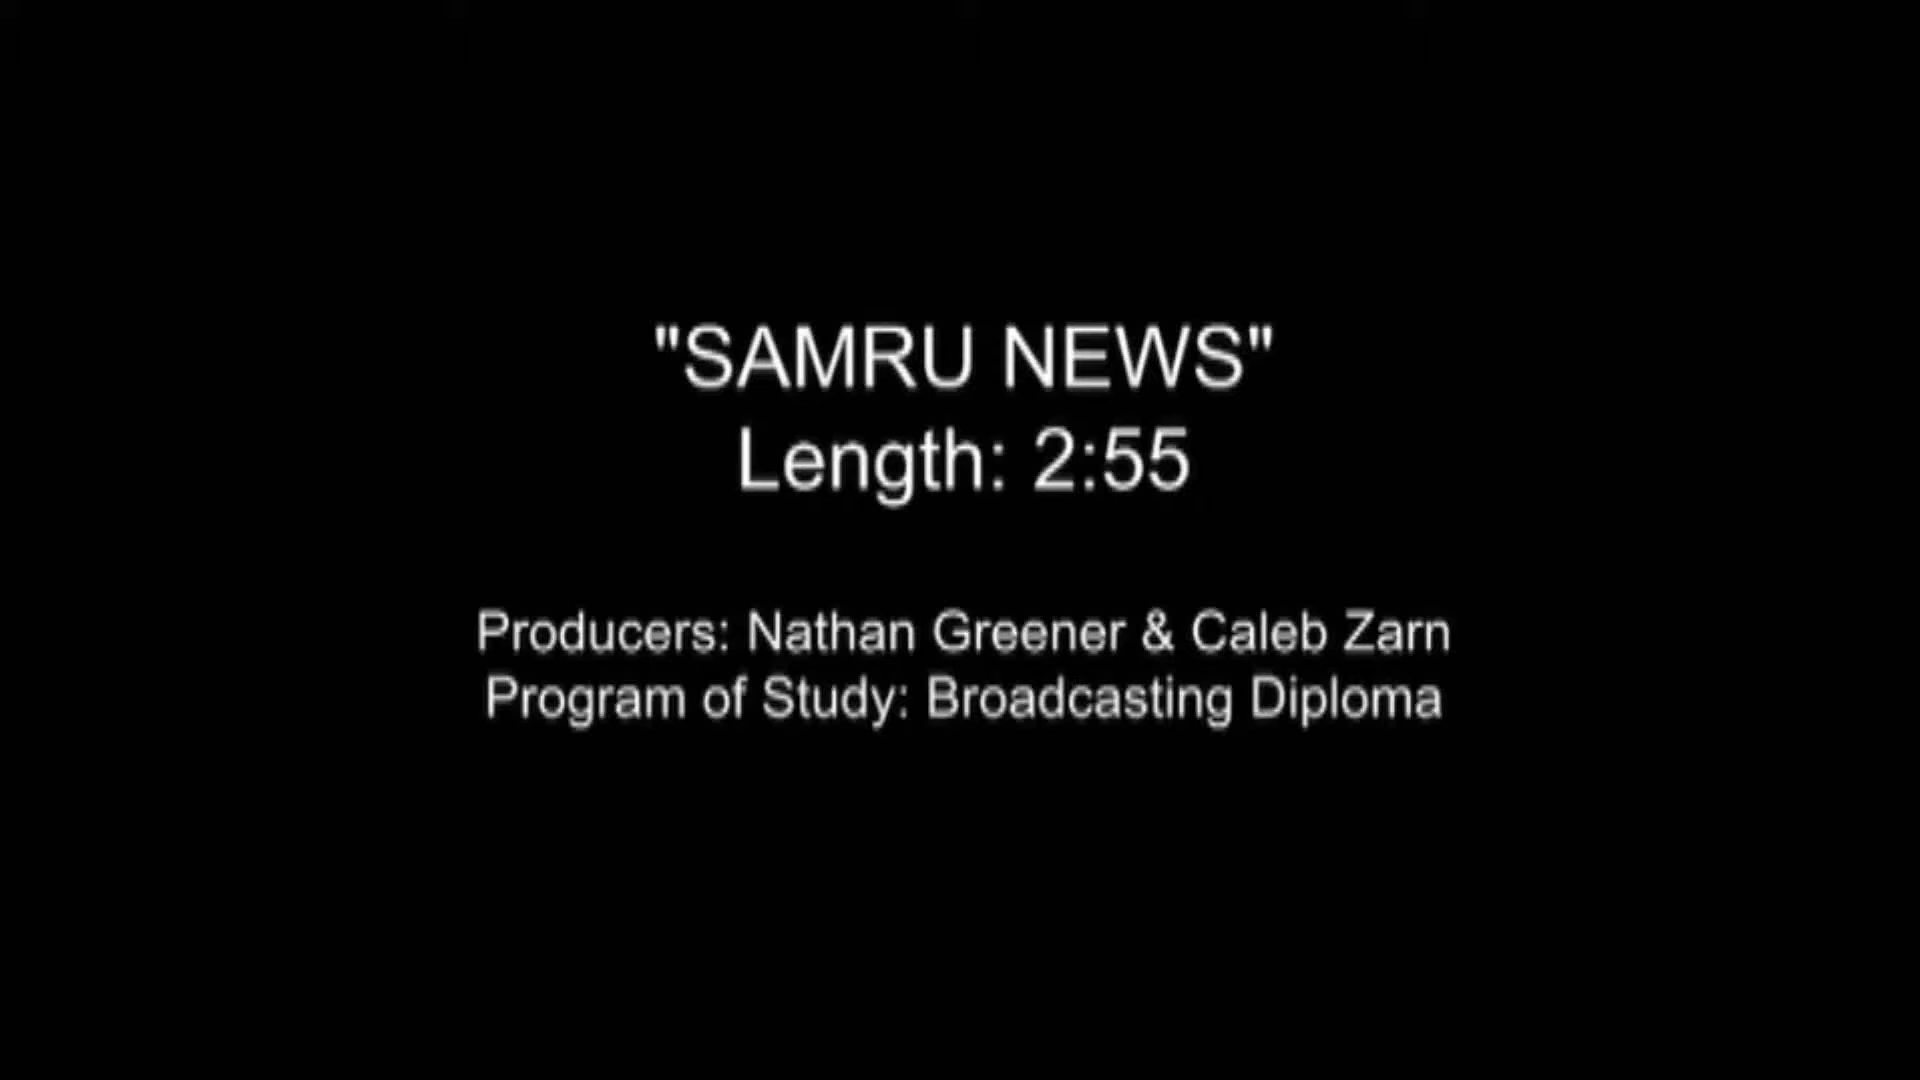 "SAMRU NEWS"
Length: 2:55
Producers: Nathan Greener & Caleb Zarn
Program of Study: Broadcasting Diploma